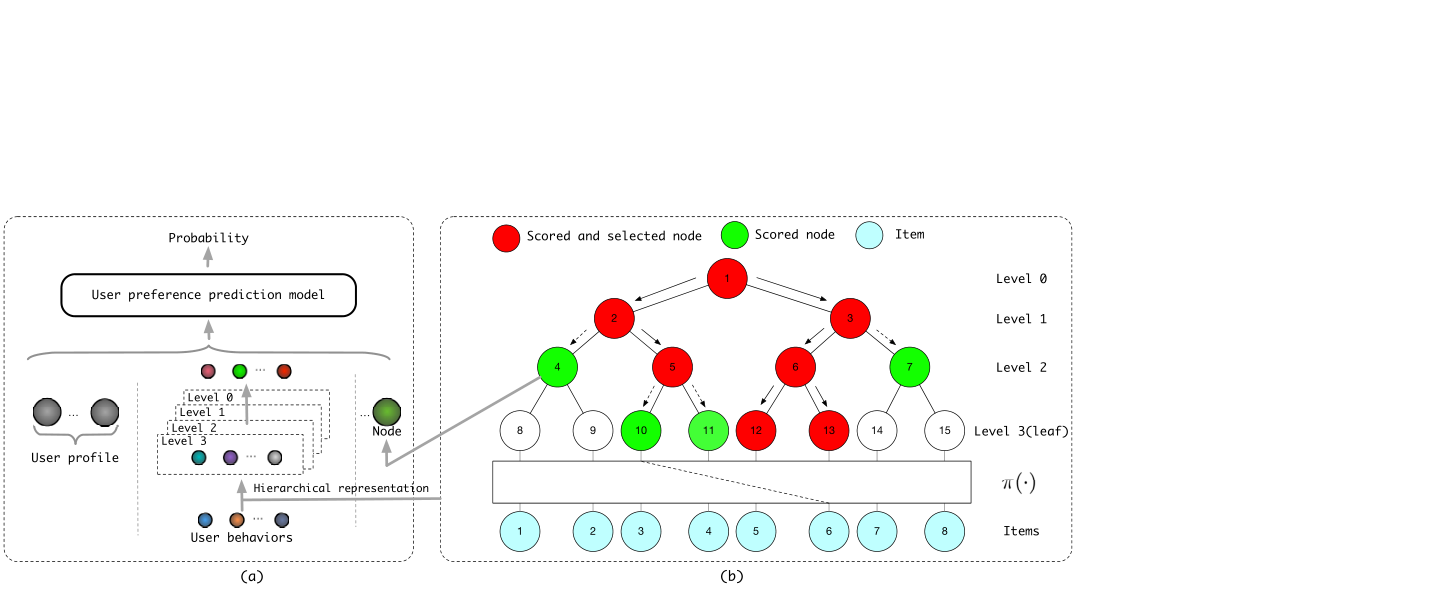 Probability
User preference prediction model
...
Level 0
Level 1
Level 2
Level 3
...
...
Node
User profile
...
Hierarchical representation
...
User behaviors
(a)
Scored and selected node
Scored node
Item
1
Level 0
2
3
Level 1
4
5
6
7
Level 2
8
9
10
11
12
13
14
15
Level 3(leaf)
π(·)
1
2
3
4
5
6
7
8
Items
(b)